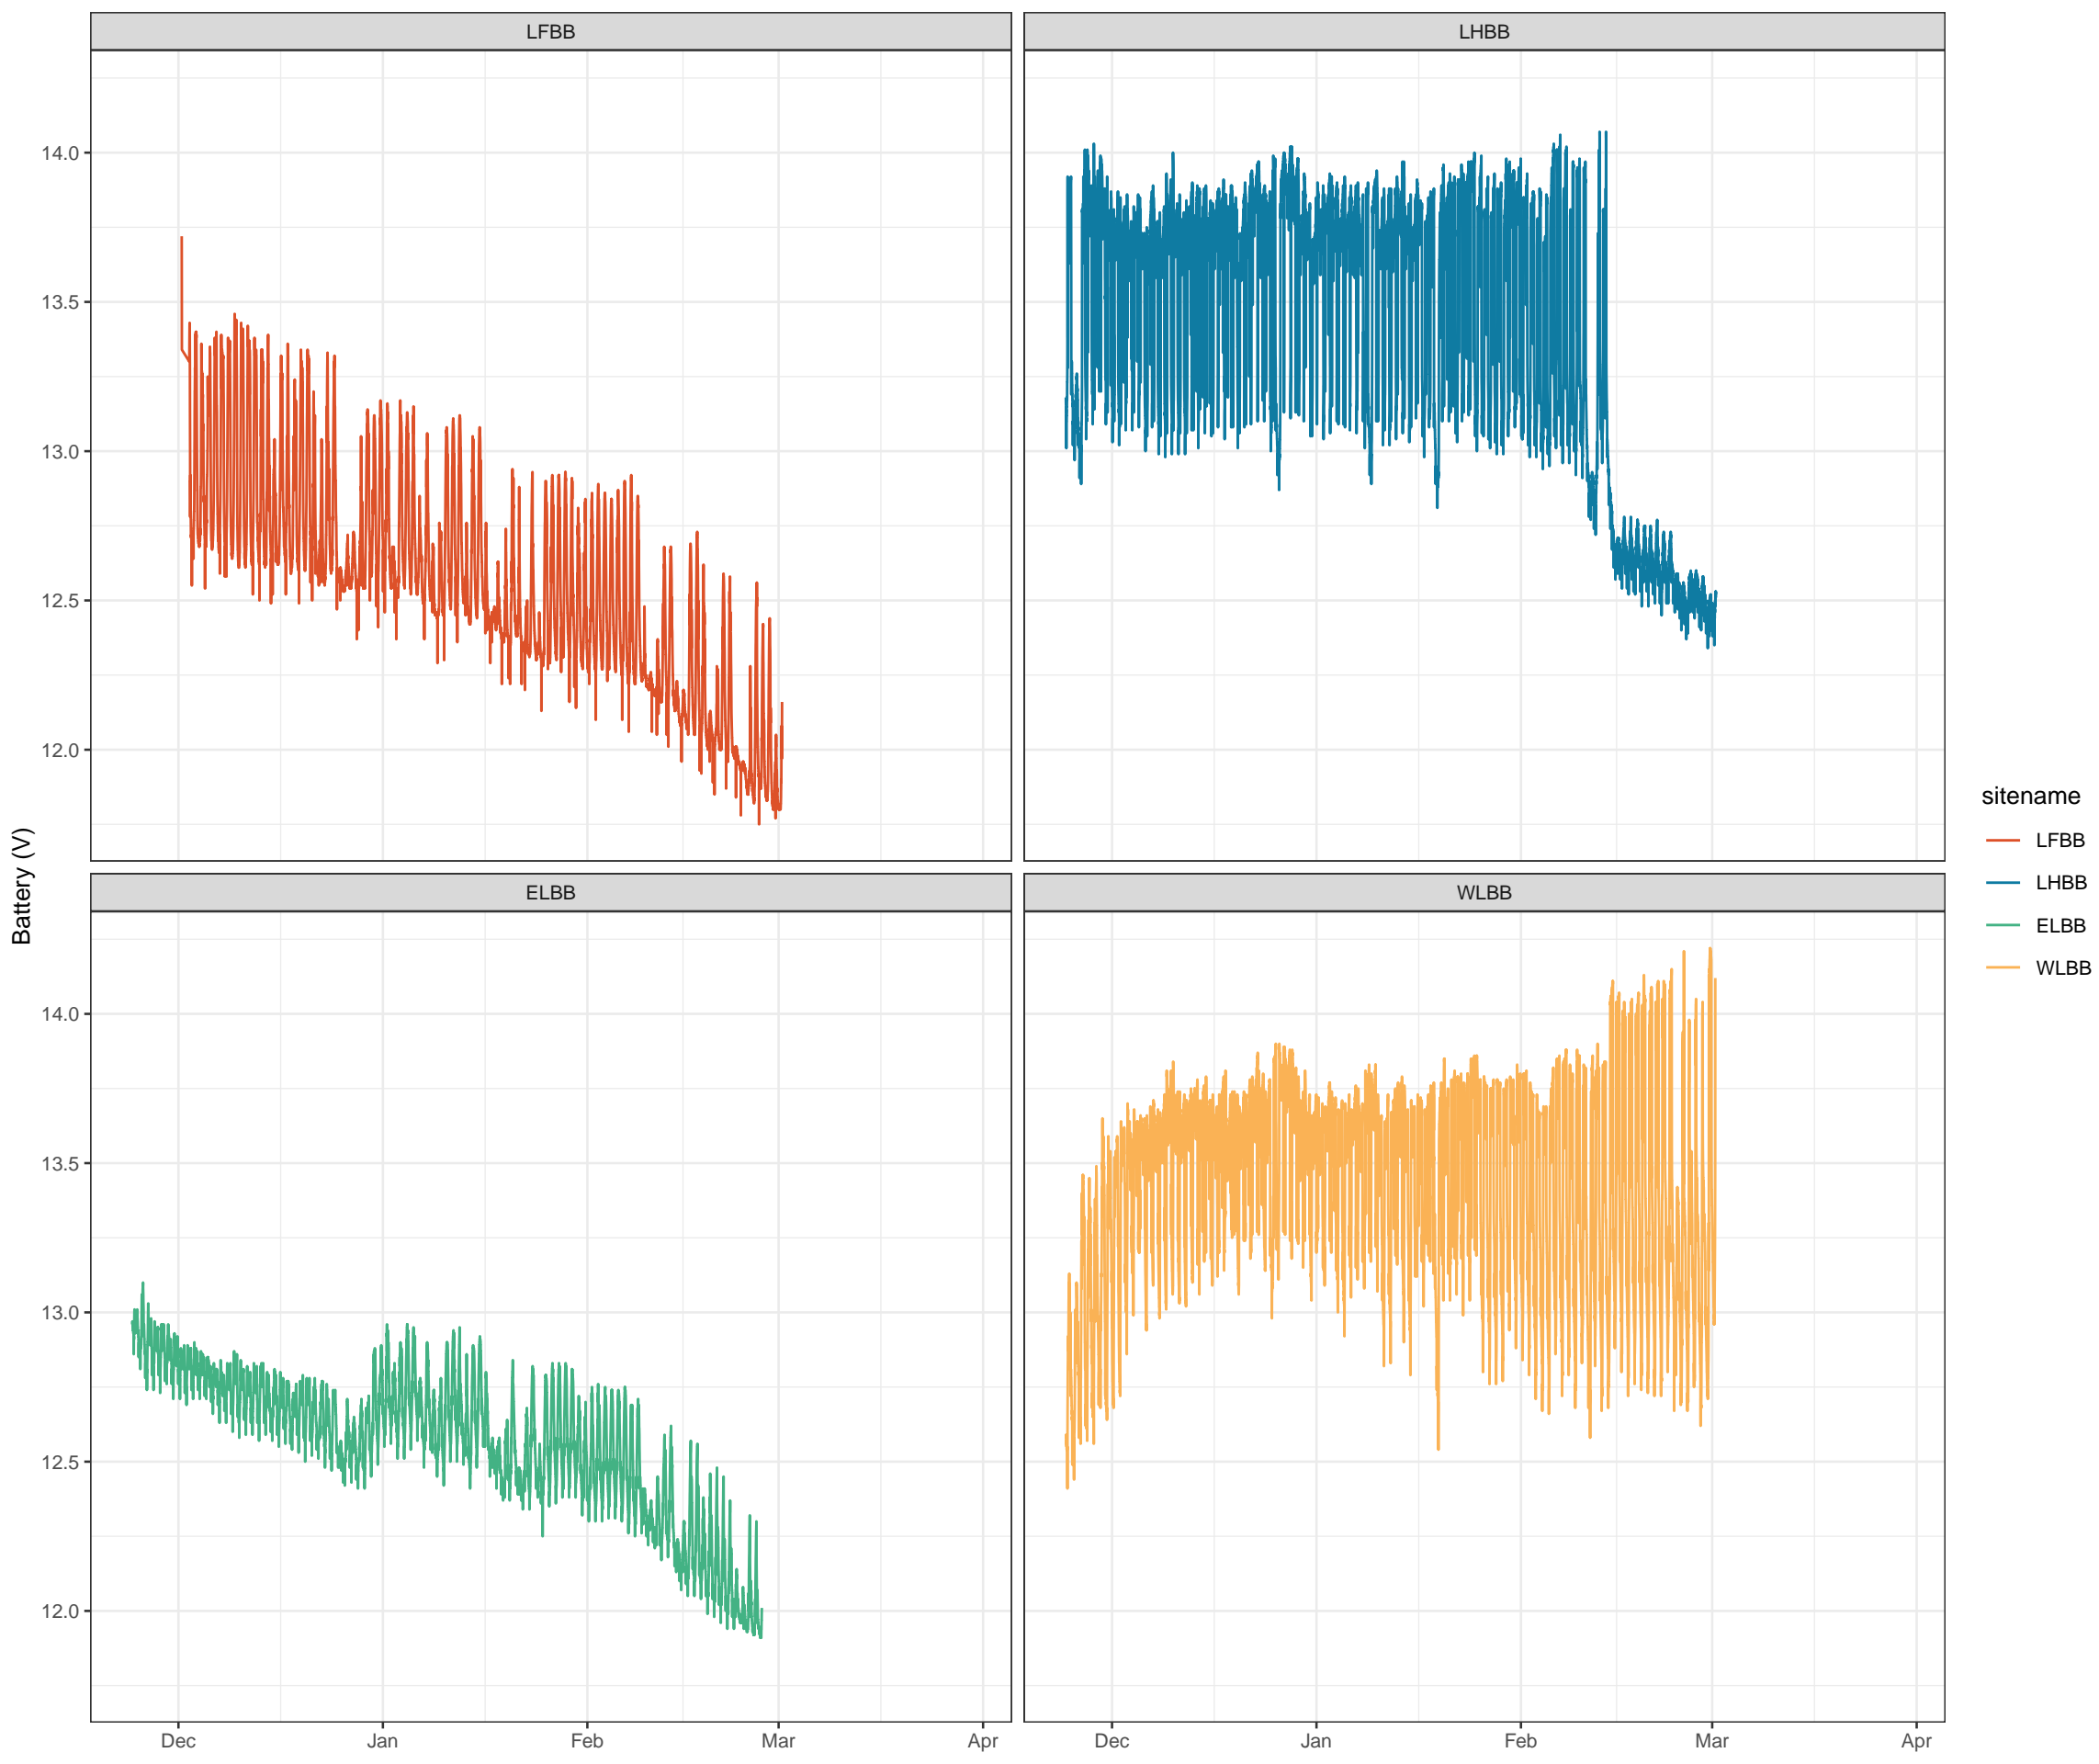 LFBB
LHBB
14.0
13.5
13.0
12.5
12.0
Battery (V)
ELBB
WLBB
14.0
13.5
13.0
12.5
12.0
Dec
Jan
Feb
Mar
Apr
Dec
Jan
Feb
Mar
Apr
sitename
LFBB
LHBB
ELBB
WLBB